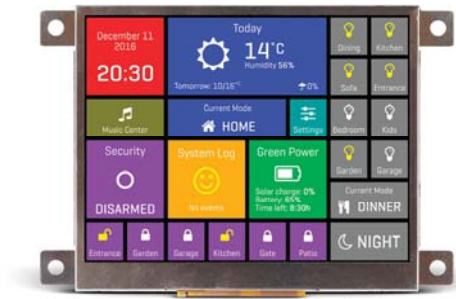 December 11
2016
20:30
Today
14°C
Humidity 56%
Tomorrow: 10/16°C
0%
Dining
Kitchen
Sofa
Entrance
Music Center
Current Mode
HOME
Settings
Bedroom
Kids
Security
DISARMED
System Log
No events
Green Power
Solar charge: 0%
Battery: 65%
Time left: 8:30h
Garden
Garage
Current Mode
DINNER
Entrance
Garden
Garage
Kitchen
Gate
Patio
NIGHT